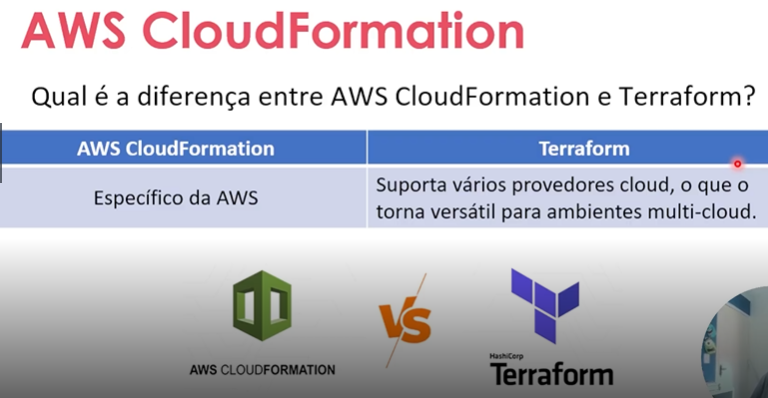 AWS CloudFormation
Qual é a diferença entre AWS CloudFormation e Terraform?
AWS CloudFormation
Terraform
Específico da AWS
Suporta vários provedores cloud, o que o
torna versátil para ambientes multi-cloud.
VS
AWS CLOUDFORMATION
HashiCorp
Terraform